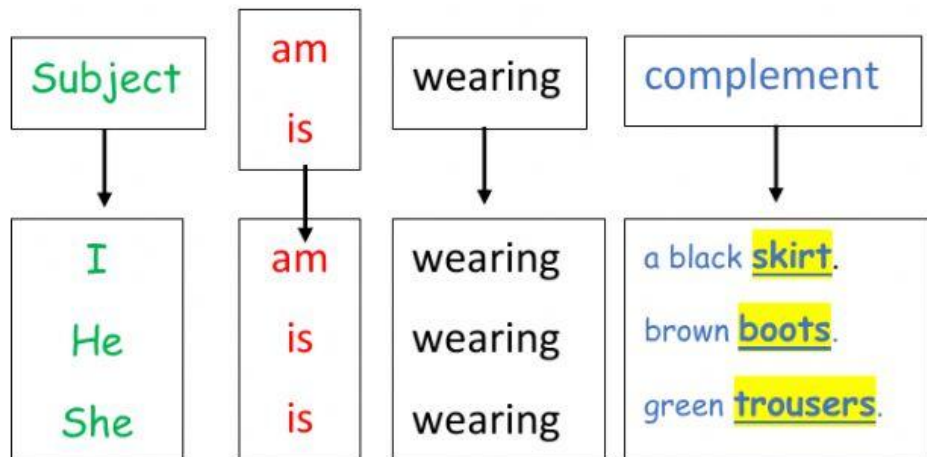 Subject
am
is
wearing
complement
I am wearing a black skirt.
He is wearing brown boots.
She is wearing green trousers.